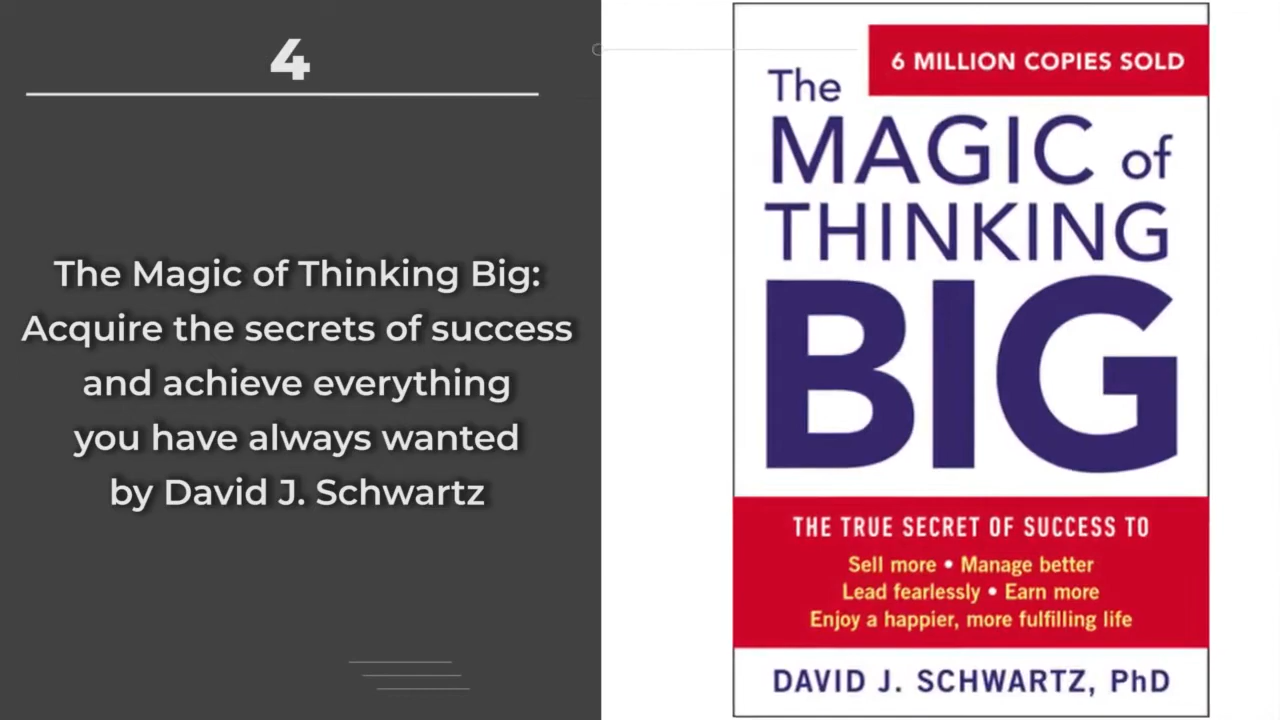 4
The Magic of Thinking Big:
Acquire the secrets of success
and achieve everything
you have always wanted
by David J. Schwartz
6 MILLION COPIES SOLD
The
MAGIC of
THINKING
BIG
THE TRUE SECRET OF SUCCESS TO
Sell more • Manage better
Lead fearlessly • Earn more
Enjoy a happier, more fulfilling life
DAVID J. SCHWARTZ, PhD